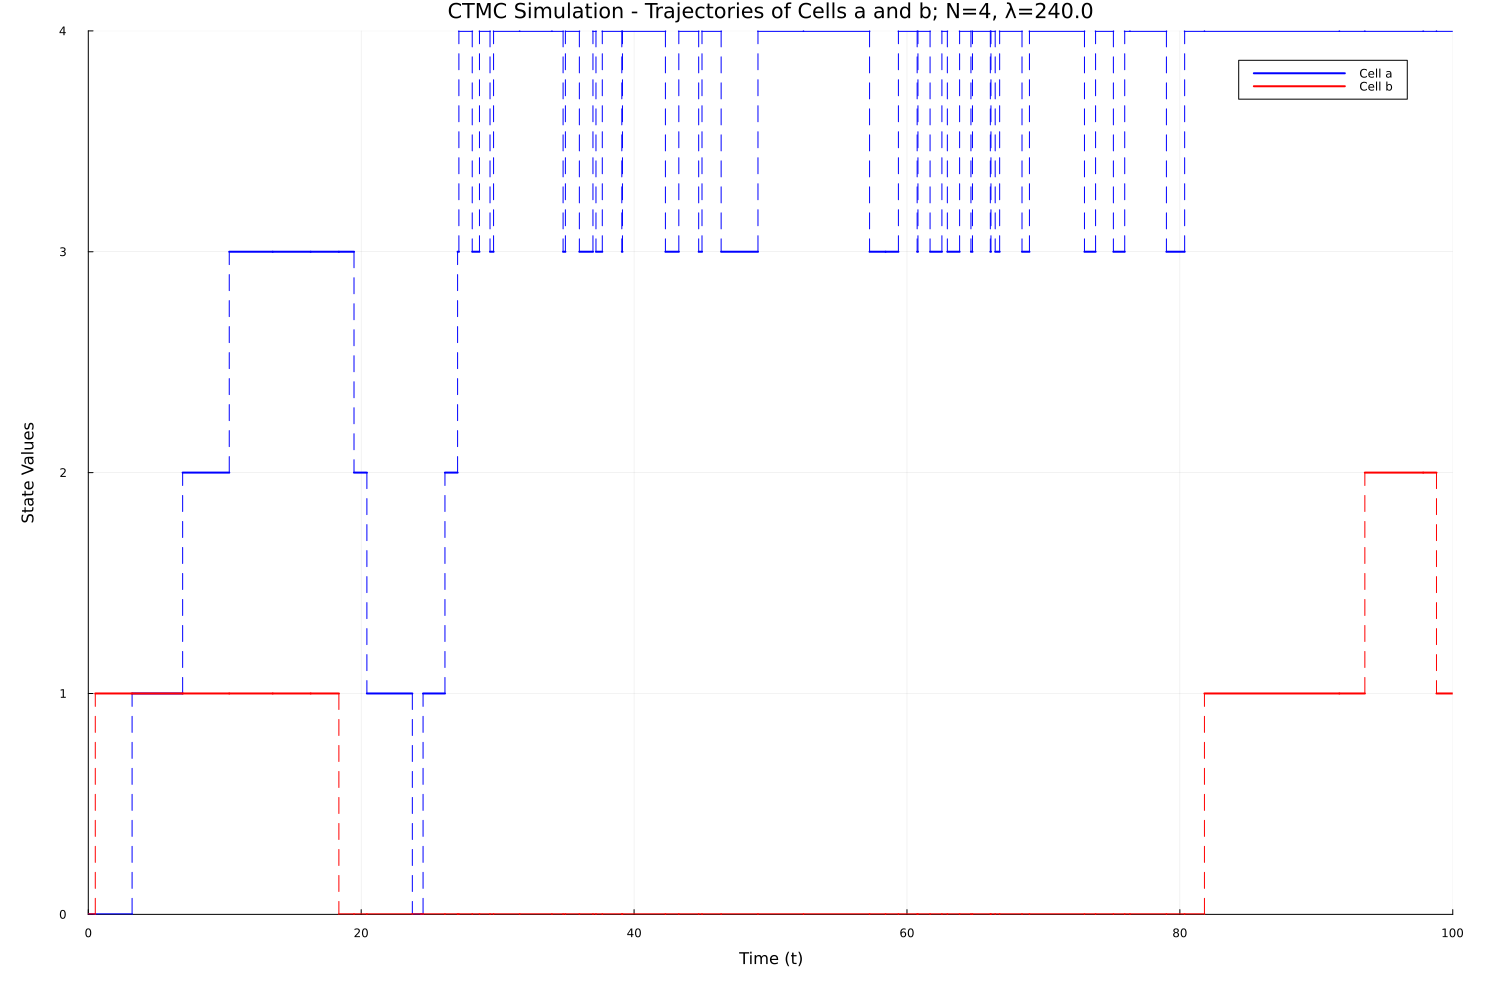 CTMC Simulation - Trajectories of Cells a and b; N=4, λ=240.0
4
3
2
1
0
State Values
Cell a
Cell b
0 20 40 60 80 100
Time (t)